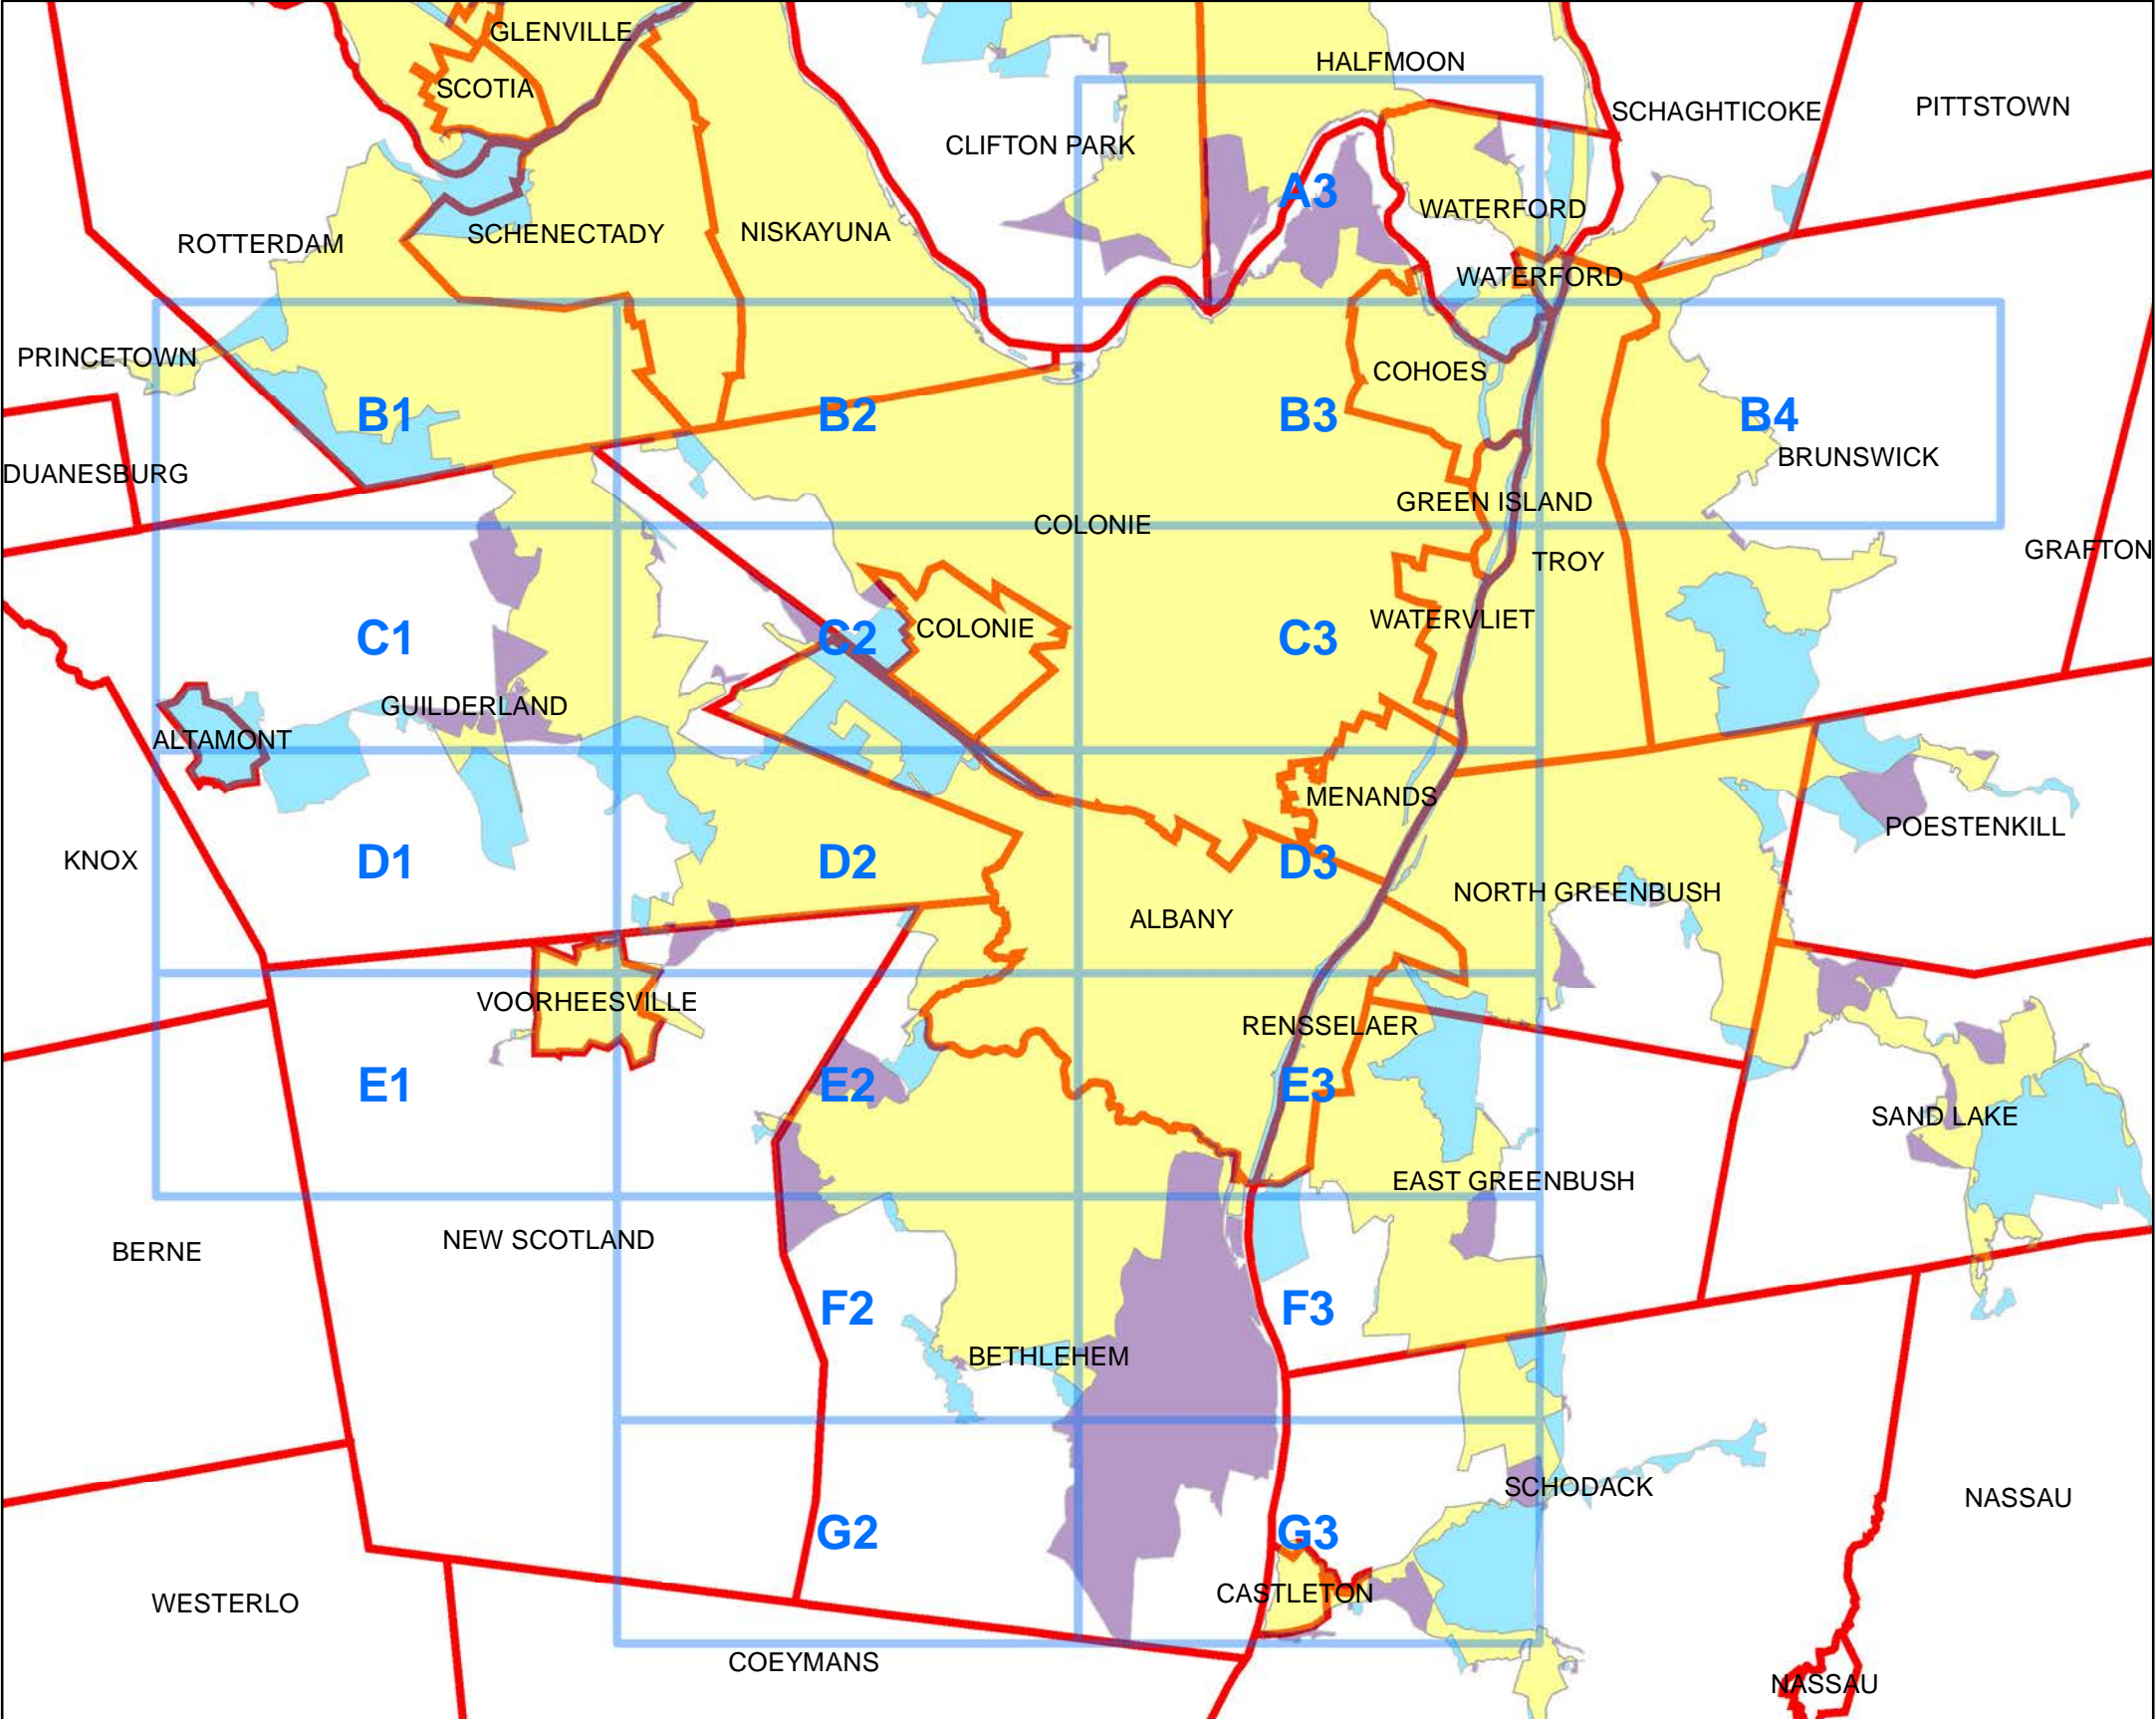 GLENVILLE
HALFMOON
SCOTIA
SCHAGHTICOKE
PITTSTOWN
CLIFTON PARK
A3
WATERFORD
ROTTERDAM
SCHENECTADY
NISKAYUNA
WATERFORD
PRINCETOWN
COHOES
B1
B2
B3
B4
BRUNSWICK
DUANESBURG
GREEN ISLAND
COLONIE
GRAFTON
TROY
WATERVLIET
COLONIE
C1
C2
C3
GUILDERLAND
ALTAMONT
MENANDS
POESTENKILL
KNOX
D1
D2
D3
NORTH GREENBUSH
ALBANY
VOORHEESVILLE
RENSSELAER
E1
E2
E3
SAND LAKE
EAST GREENBUSH
BERNE
NEW SCOTLAND
F2
F3
BETHLEHEM
SCHODACK
NASSAU
G2
G3
CASTLETON
WESTERLO
COEYMANS
NASSAU